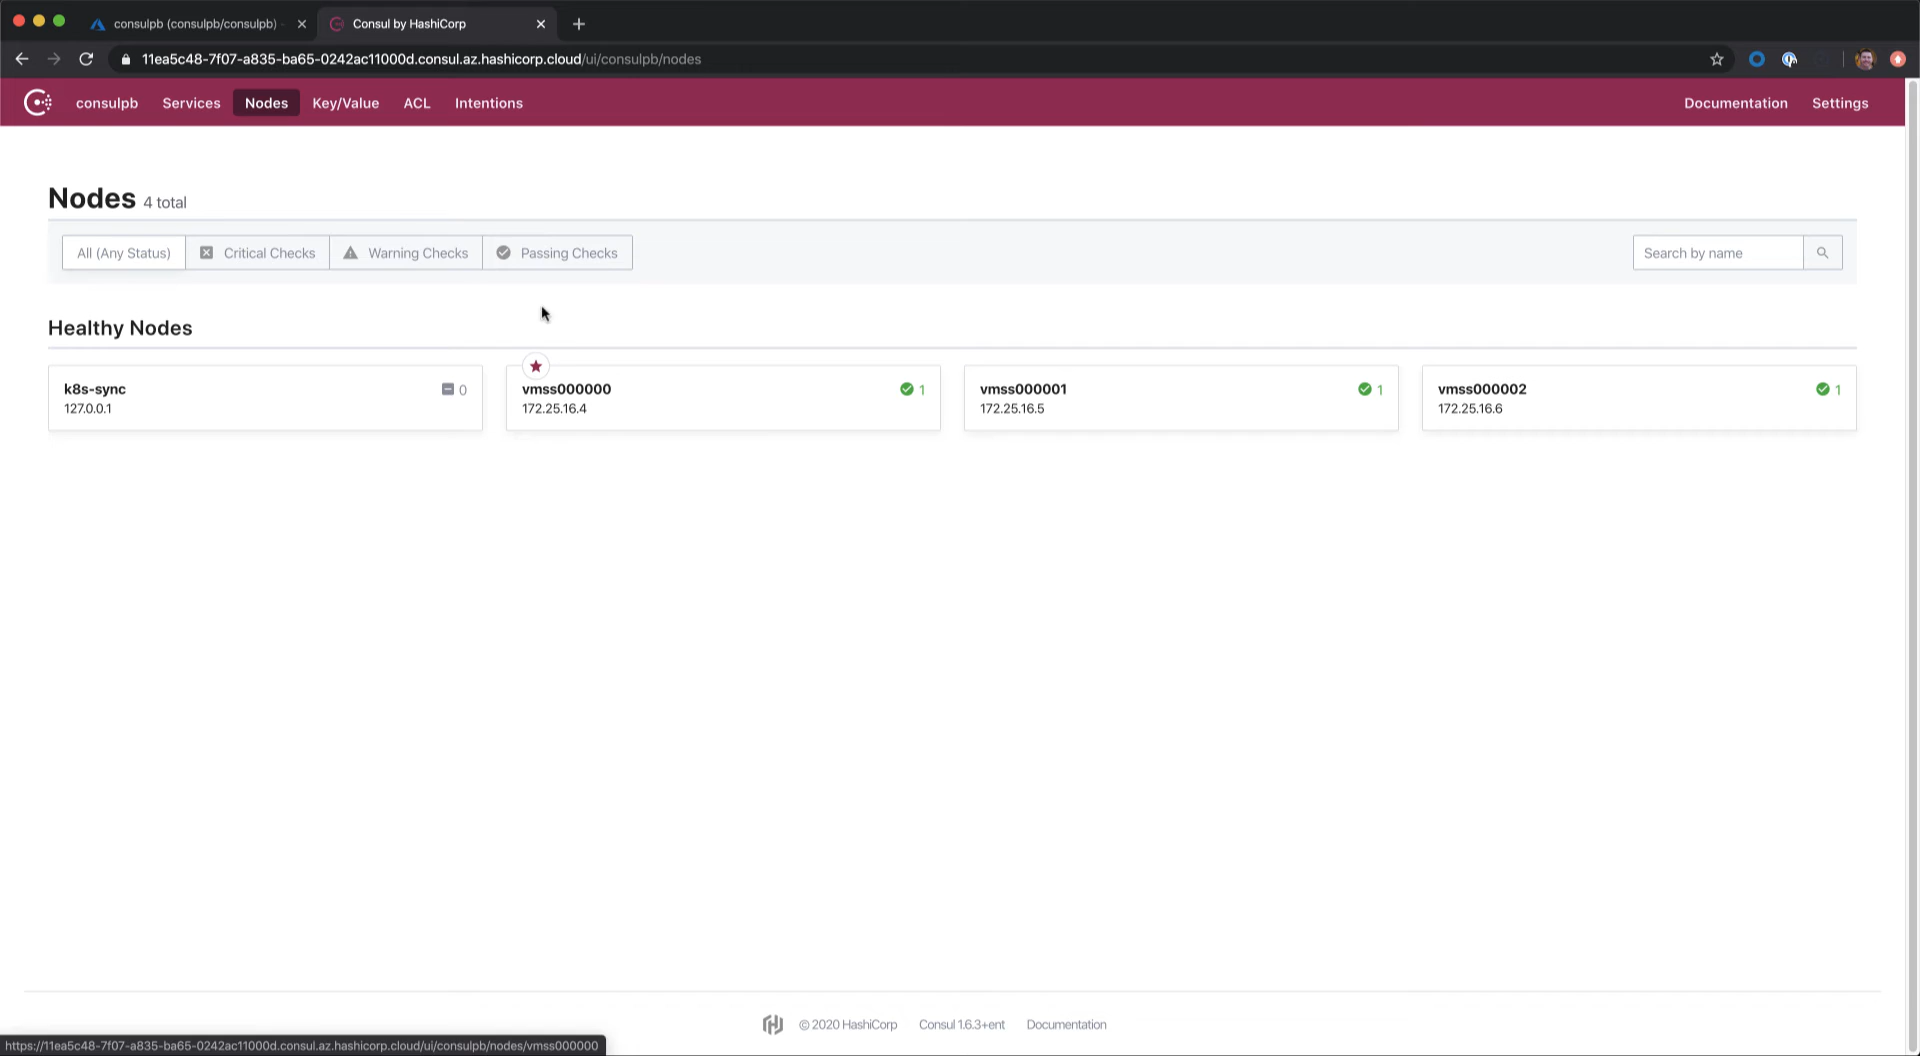 consulpb (consulpb/consulpb)
Consul by HashiCorp
11ea5c48-7f07-a835-ba65-0242ac11000d.consul.az.hashicorp.cloud/ui/consulpb/nodes
consulpb Services Nodes Key/Value ACL Intentions Documentation Settings
Nodes 4 total
All (Any Status) Critical Checks Warning Checks Passing Checks Search by name
Healthy Nodes
k8s-sync 0
127.0.0.1
vmss000000 1
172.25.16.4
vmss000001 1
172.25.16.5
vmss000002 1
172.25.16.6
© 2020 HashiCorp Consul 1.6.3+ent Documentation
https://11ea5c48-7f07-a835-ba65-0242ac11000d.consul.az.hashicorp.cloud/ui/consulpb/nodes/vmss000000